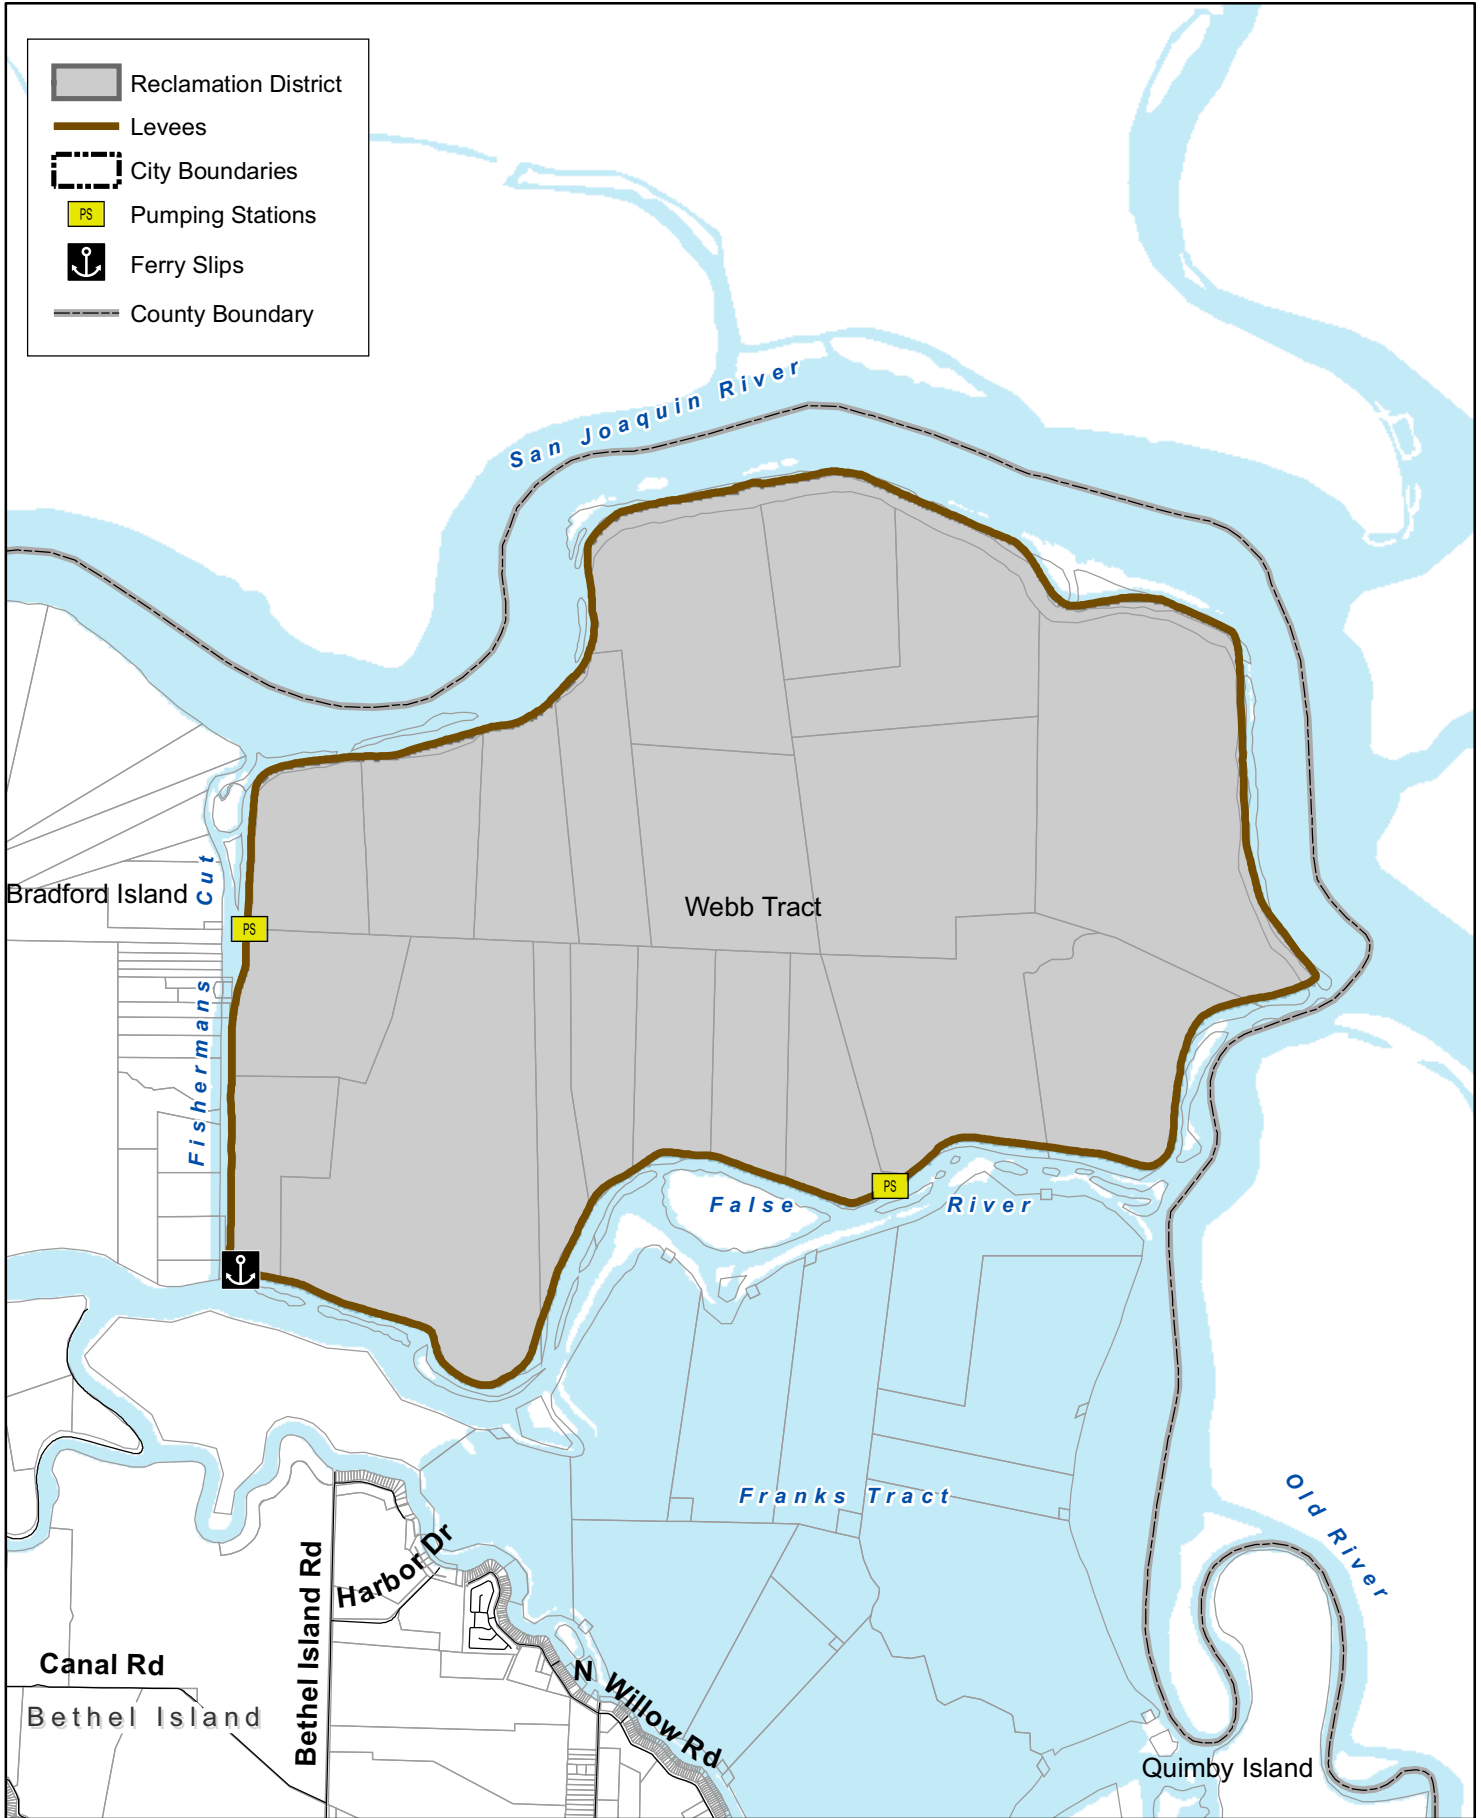 Reclamation District
Levees
City Boundaries
PS Pumping Stations
Ferry Slips
County Boundary
San Joaquin River
Bradford Island
Fishermans Cut
PS
Webb Tract
PS
False River
Franks Tract
Old River
Harbor Dr
Bethel Island Rd
Canal Rd
Bethel Island
N Willow Rd
Quimby Island